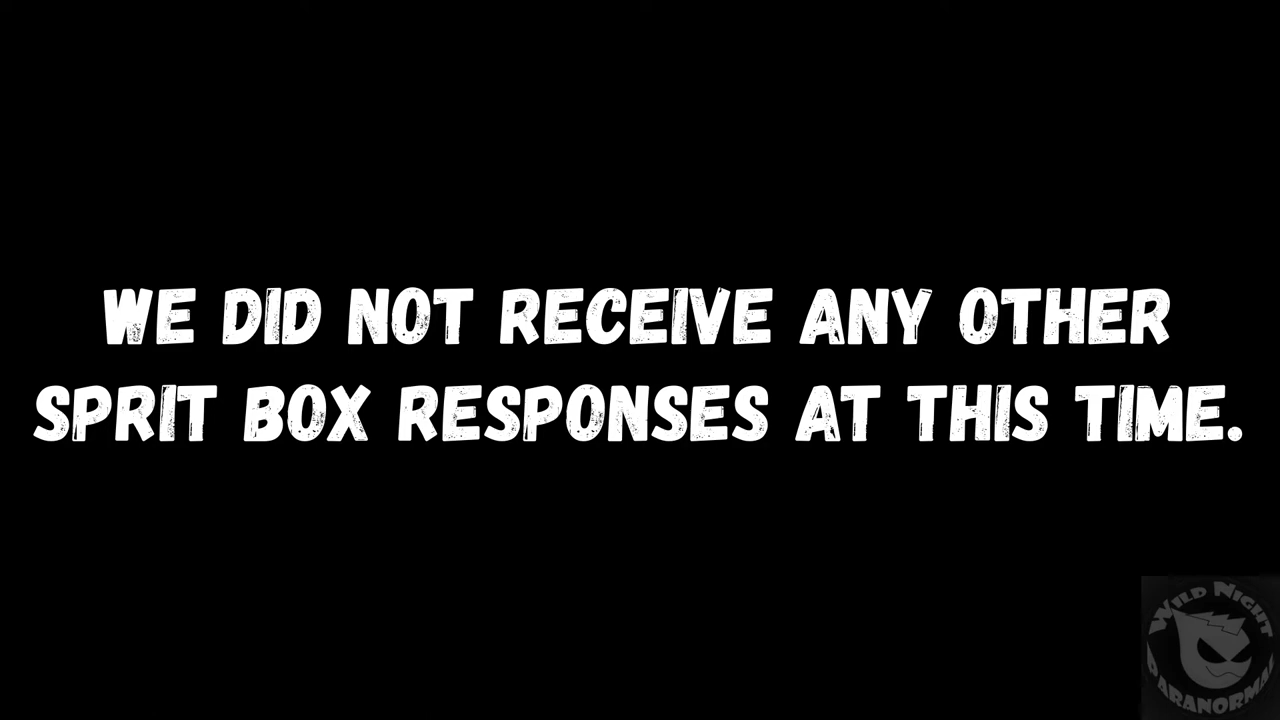 WE DID NOT RECEIVE ANY OTHER
SPRIT BOX RESPONSES AT THIS TIME.
WILD NIGHT
PARANORMAL